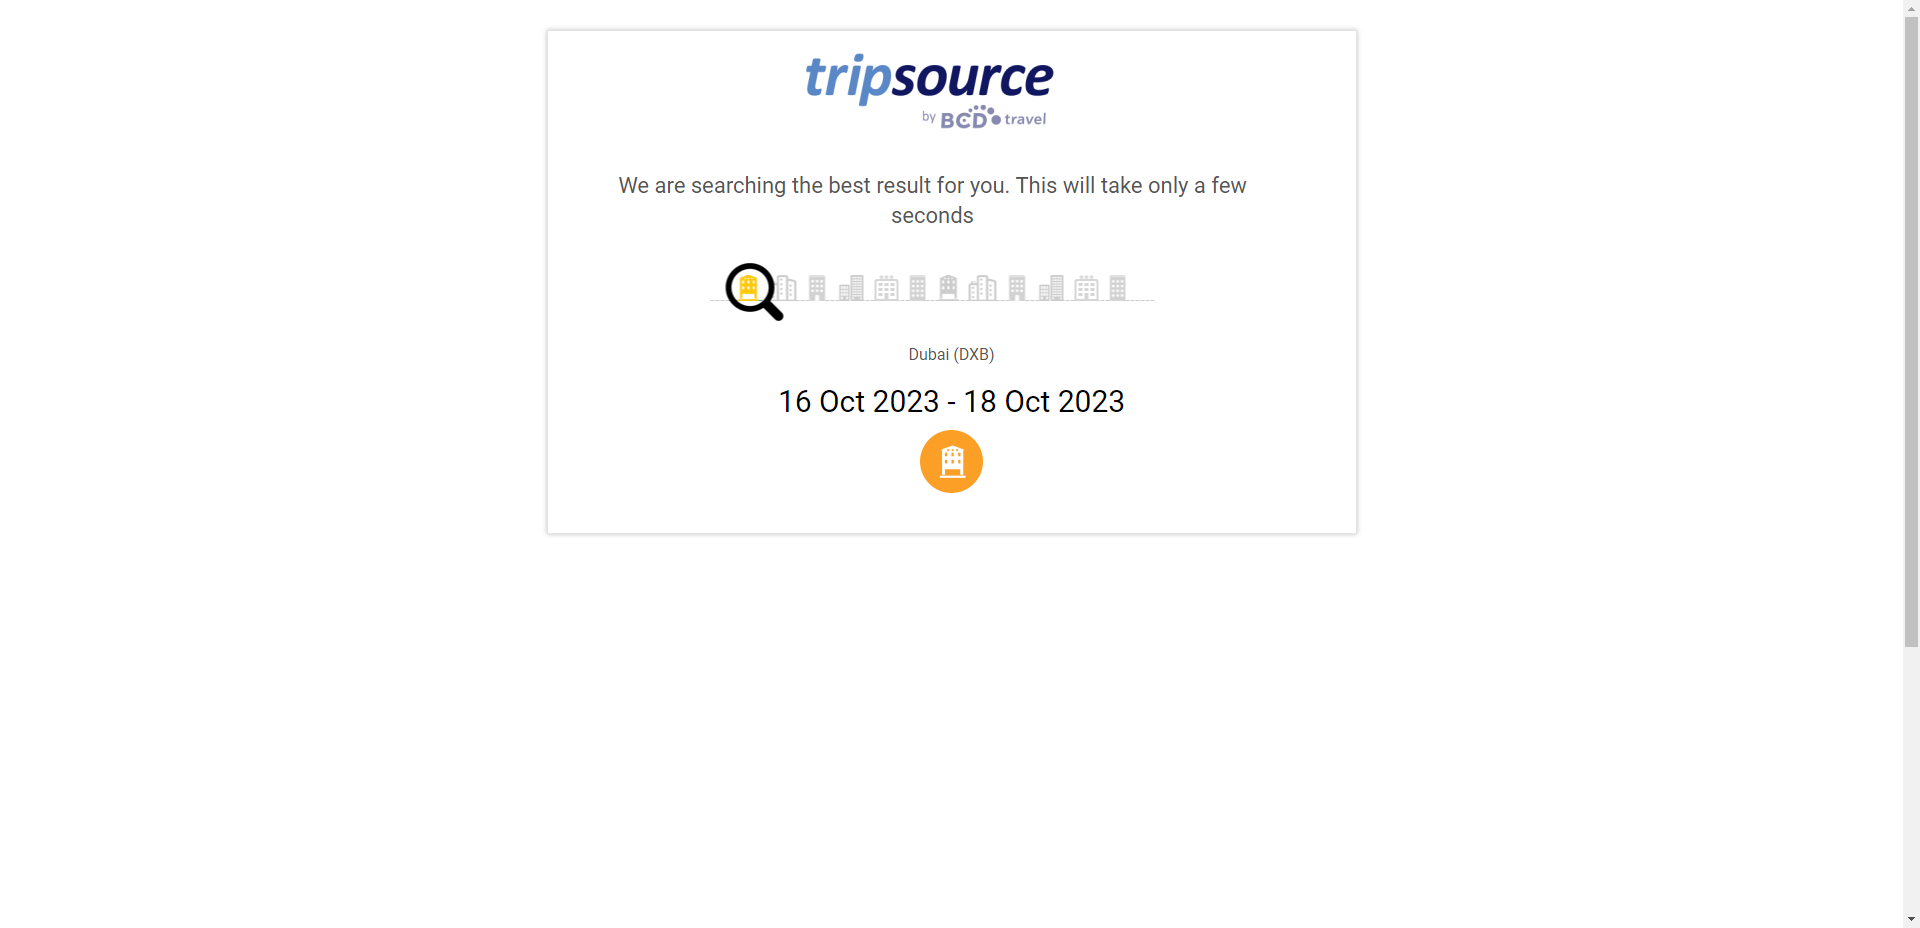 tripsource
by BCD travel
We are searching the best result for you. This will take only a few
seconds
Dubai (DXB)
16 Oct 2023 - 18 Oct 2023